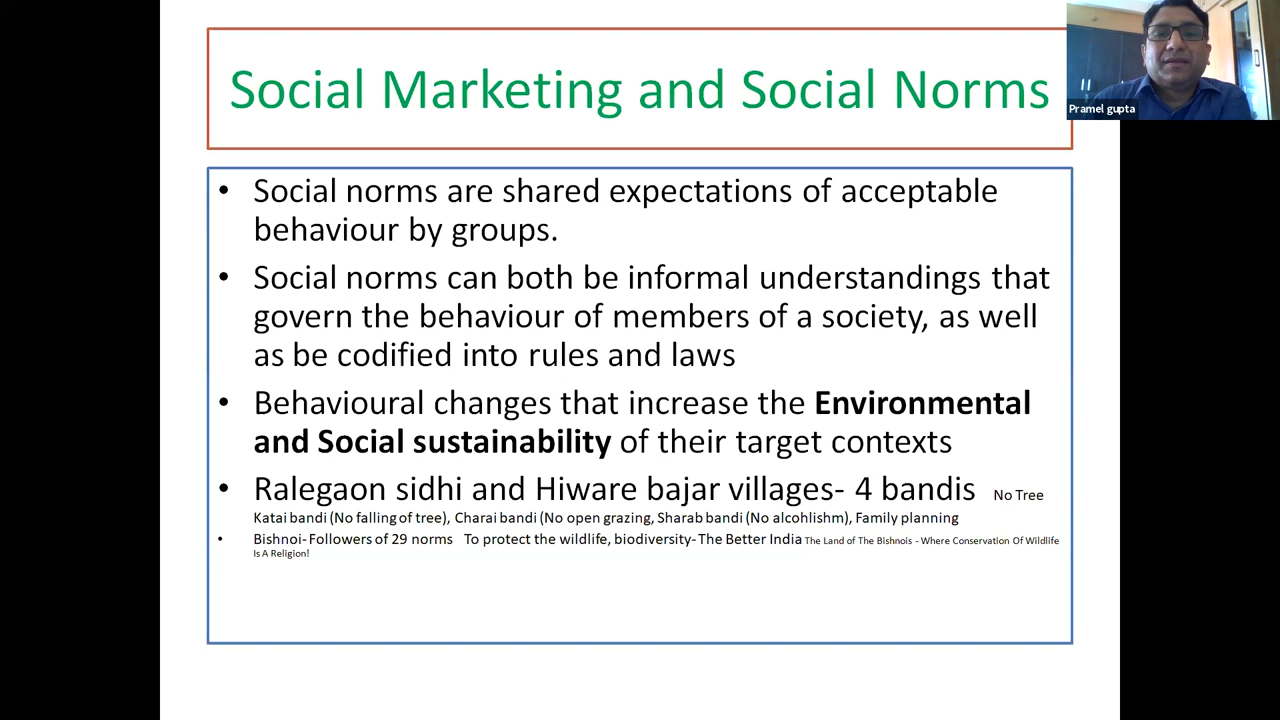 Social Marketing and Social Norms
Pramel gupta
• Social norms are shared expectations of acceptable
behaviour by groups.
• Social norms can both be informal understandings that
govern the behaviour of members of a society, as well
as be codified into rules and laws
• Behavioural changes that increase the Environmental
and Social sustainability of their target contexts
• Ralegaon sidhi and Hiware bajar villages- 4 bandis No Tree
Katai bandi (No falling of tree), Charai bandi (No open grazing, Sharab bandi (No alcohlishm), Family planning
• Bishnoi- Followers of 29 norms To protect the wildlife, biodiversity- The Better India The Land of The Bishnois - Where Conservation Of Wildlife
Is A Religion!